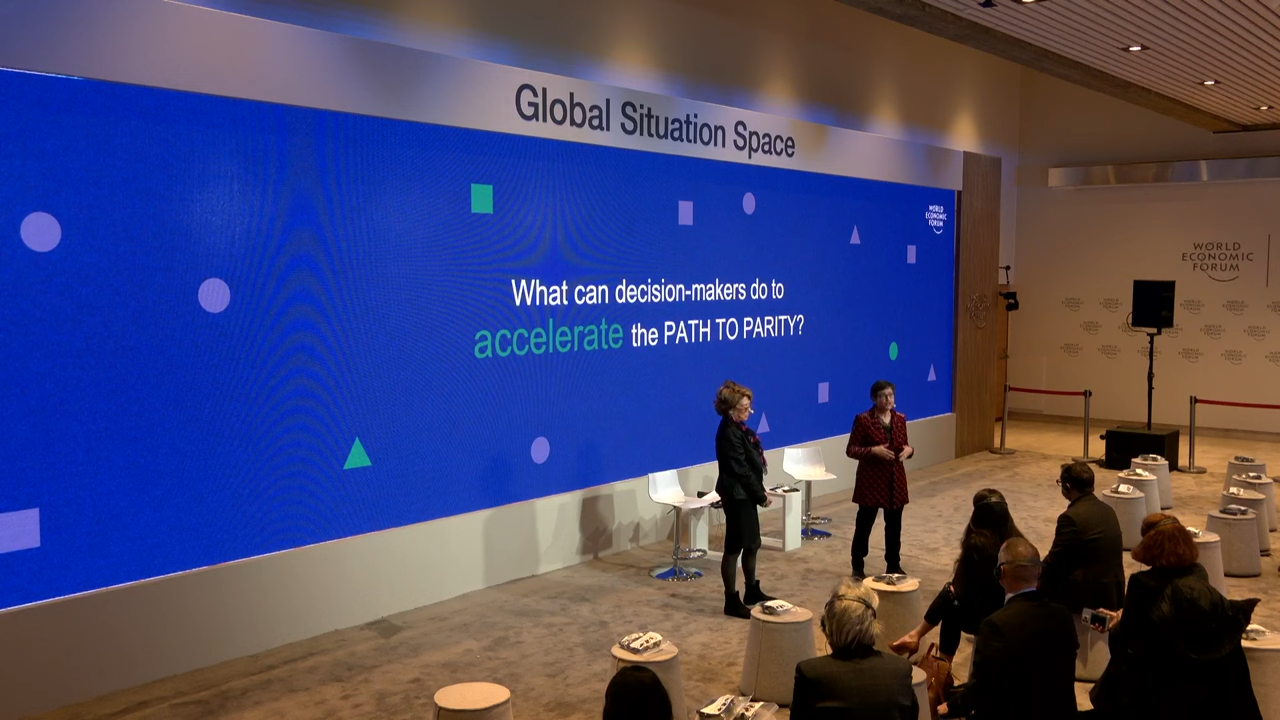 Global Situation Space
WORLD
ECONOMIC
FORUM
What can decision-makers do to
accelerate the PATH TO PARITY?
WORLD
ECONOMIC
FORUM